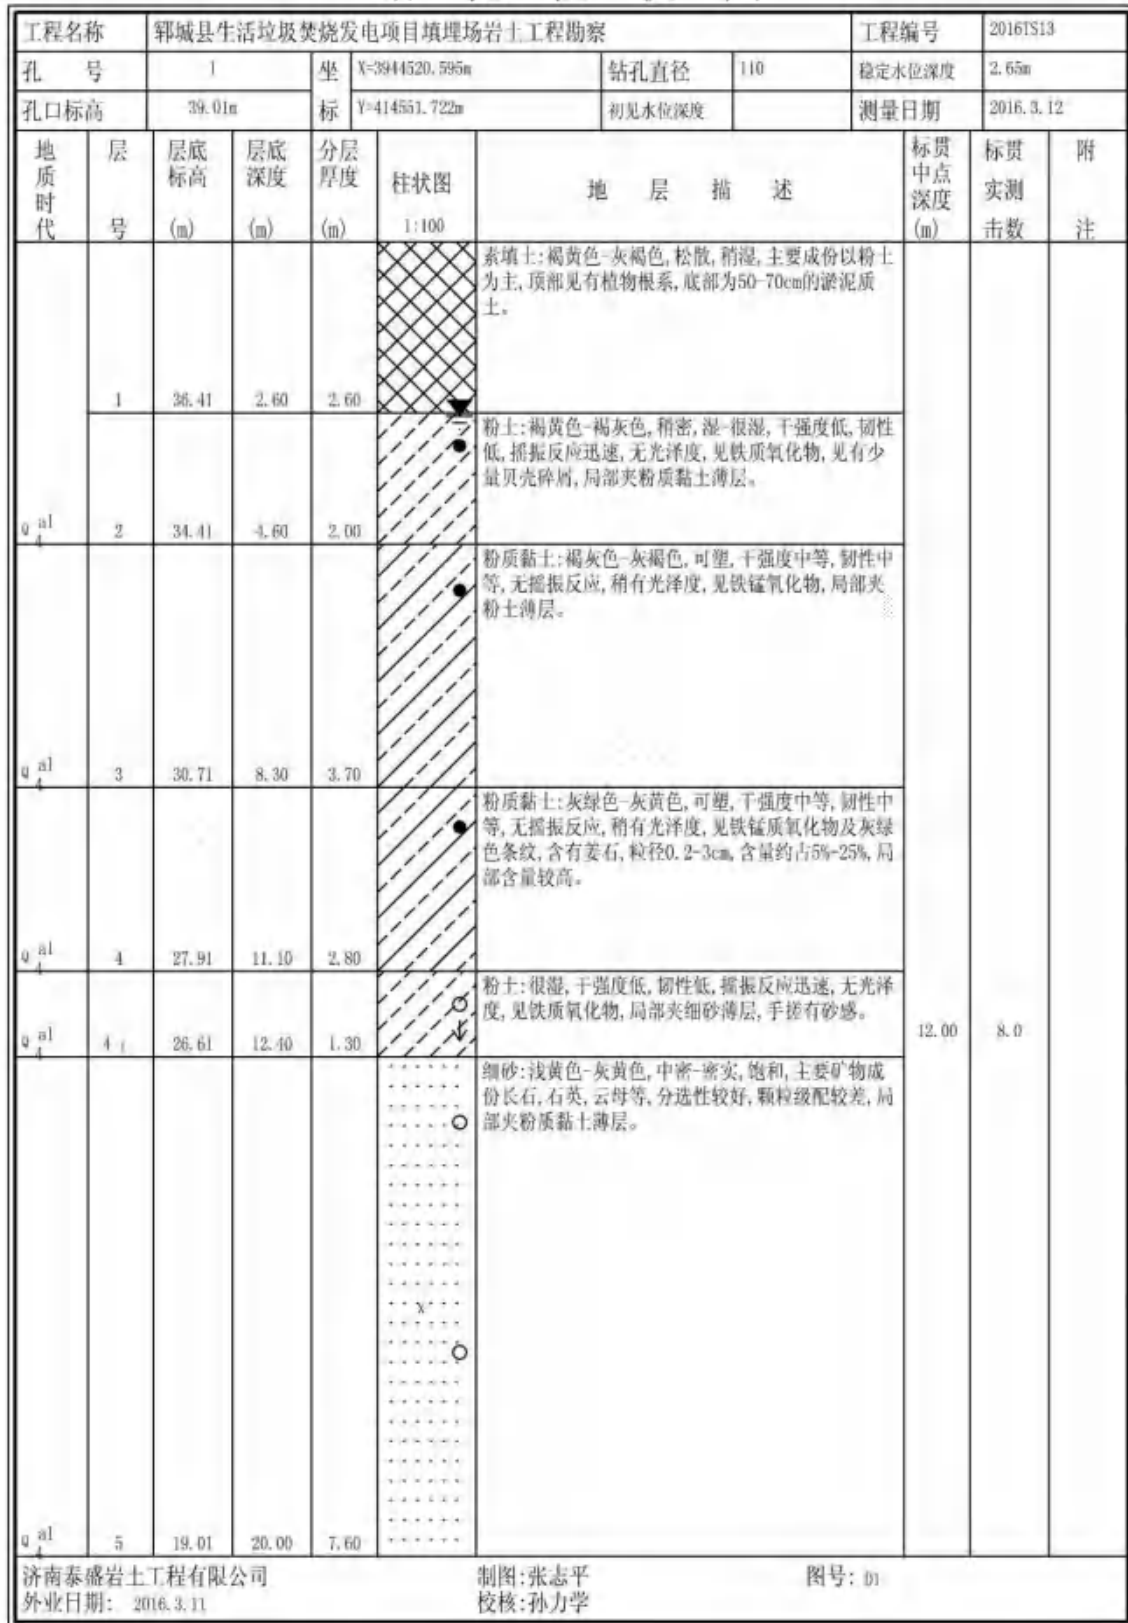 工程名称 郓城县生活垃圾焚烧发电项目填埋场岩土工程勘察 工程编号 2016TS13
孔 号 1 坐 X=3944520.595m 钻孔直径 110 稳定水位深度 2.65m
孔口标高 39.01m 标 Y=414551.722m 初见水位深度 测量日期 2016.3.12
地质时代 层号 层底标高(m) 层底深度(m) 分层厚度(m) 柱状图 1:100 地 层 描 述 标贯中点深度(m) 标贯实测击数 附注
素填土:褐黄色-灰褐色,松散,稍湿,主要成份以粉土
为主,顶部见有植物根系,底部为50-70cm的淤泥质
土。
1 36.41 2.60 2.60
粉土:褐黄色-褐灰色,稍密,湿-很湿,干强度低,韧性
低,摇振反应迅速,无光泽度,见铁质氧化物,见有少
量贝壳碎屑,局部夹粉质黏土薄层。
Q4al 2 34.41 4.60 2.00
粉质黏土:褐灰色-灰褐色,可塑,干强度中等,韧性中
等,无摇振反应,稍有光泽度,见铁锰氧化物,局部夹
粉土薄层。
Q4al 3 30.71 8.30 3.70
粉质黏土:灰绿色-灰黄色,可塑,干强度中等,韧性中
等,无摇振反应,稍有光泽度,见铁锰质氧化物及灰绿
色条纹,含有姜石,粒径0.2-3cm,含量约占5%-25%,局
部含量较高。
Q4al 4 27.91 11.10 2.80
粉土:很湿,干强度低,韧性低,摇振反应迅速,无光泽
度,见铁质氧化物,局部夹细砂薄层,手搓有砂感。
Q4al 4 1 26.61 12.40 1.30 12.00 8.0
细砂:浅黄色-灰黄色,中密-密实,饱和,主要矿物成
份长石,石英,云母等,分选性较好,颗粒级配较差,局
部夹粉质黏土薄层。
x
Q4al 5 19.01 20.00 7.60
济南泰盛岩土工程有限公司 制图:张志平 图号: D1
外业日期: 2016.3.11 校核:孙力学